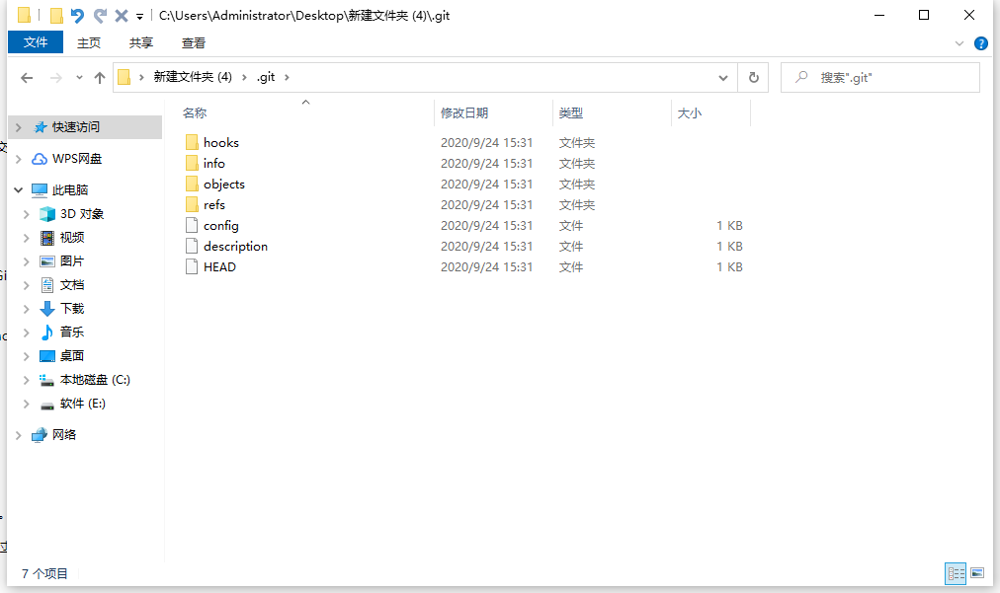 C:\Users\Administrator\Desktop\新建文件夹 (4)\.git
文件 主页 共享 查看
新建文件夹 (4) .git 搜索".git"
名称 修改日期 类型 大小
快速访问
WPS网盘
此电脑
3D 对象
视频
图片
文档
下载
音乐
桌面
本地磁盘 (C:)
软件 (E:)
网络
hooks 2020/9/24 15:31 文件夹
info 2020/9/24 15:31 文件夹
objects 2020/9/24 15:31 文件夹
refs 2020/9/24 15:31 文件夹
config 2020/9/24 15:31 文件 1 KB
description 2020/9/24 15:31 文件 1 KB
HEAD 2020/9/24 15:31 文件 1 KB
7 个项目